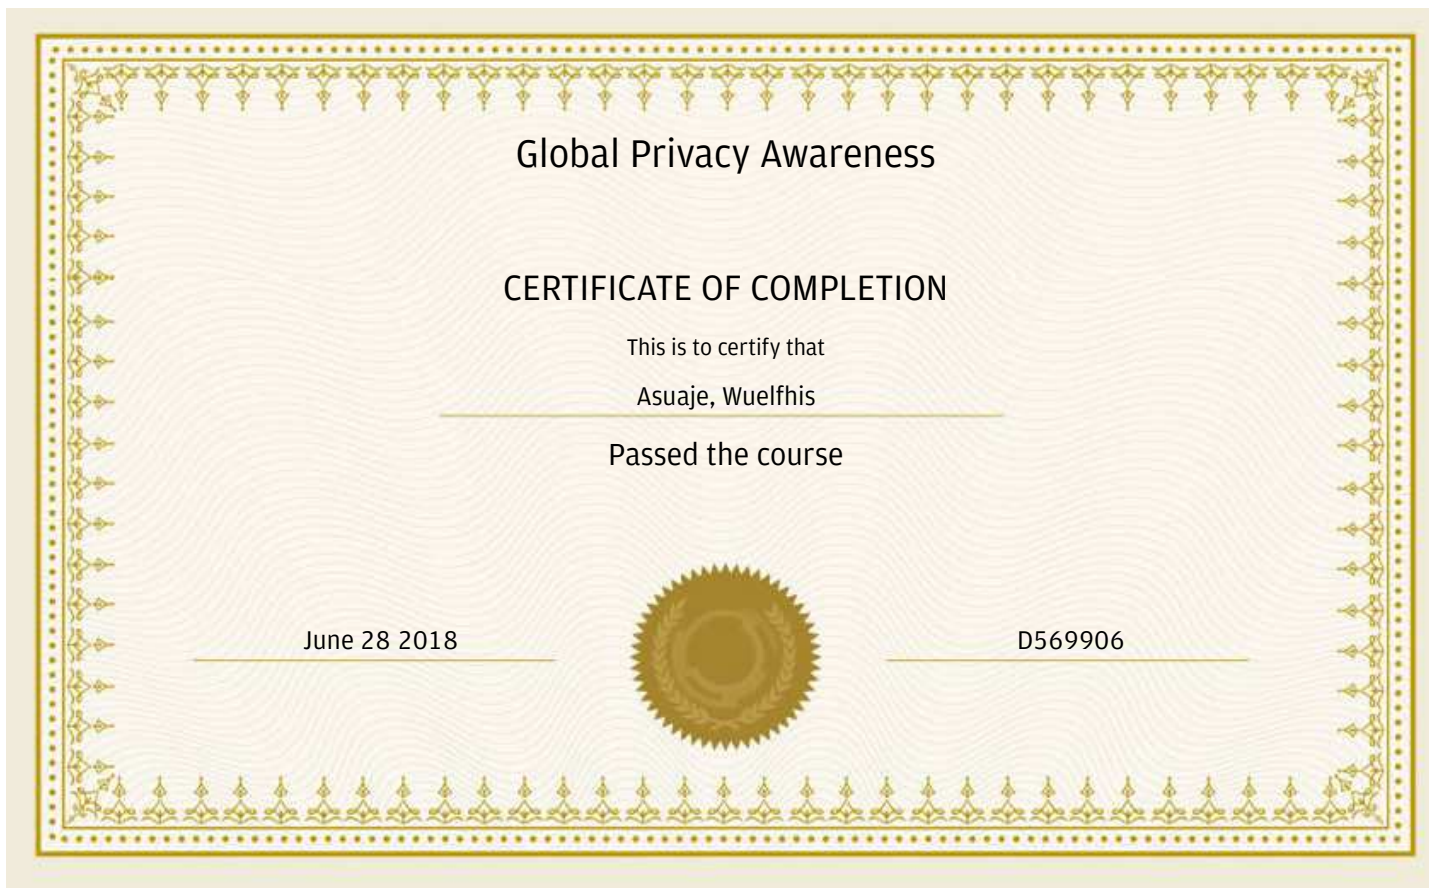 Global Privacy Awareness
CERTIFICATE OF COMPLETION
This is to certify that
Asuaje, Wuelfhis
Passed the course
June 28 2018
D569906